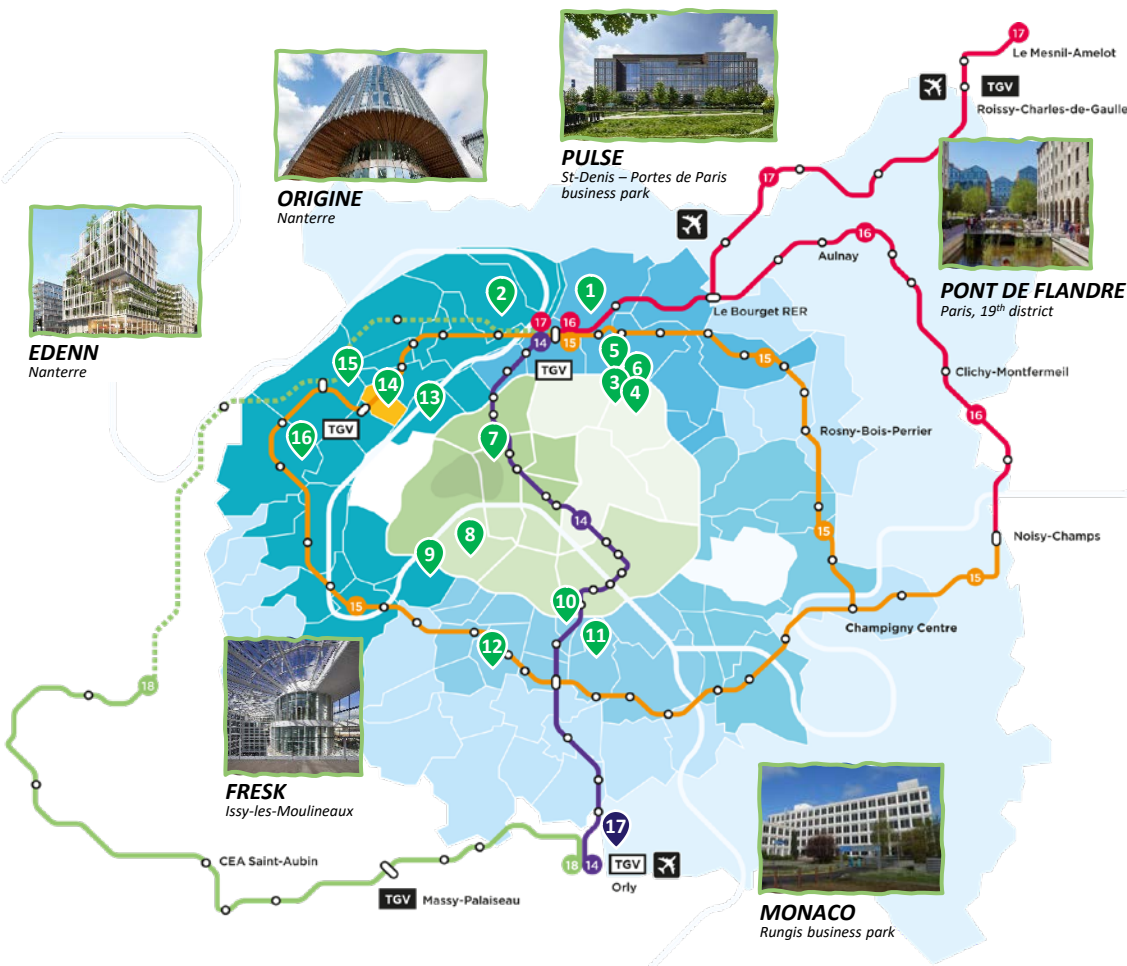 17
Le Mesnil-Amelot
TGV
Roissy-Charles-de-Gaulle
ORIGINE
Nanterre
PULSE
St-Denis – Portes de Paris
business park
17
16
Aulnay
PONT DE FLANDRE
Paris, 19th district
EDENN
Nanterre
2
1
Le Bourget RER
17
16
14
15
TGV
5
6
3
4
15
15
14
13
Clichy-Montfermeil
16
TGV
16
7
Rosny-Bois-Perrier
14
15
8
9
Noisy-Champs
15
10
15
11
Champigny Centre
12
18
FRESK
Issy-les-Moulineaux
17
18
14
TGV
Orly
CEA Saint-Aubin
TGV
Massy-Palaiseau
MONACO
Rungis business park